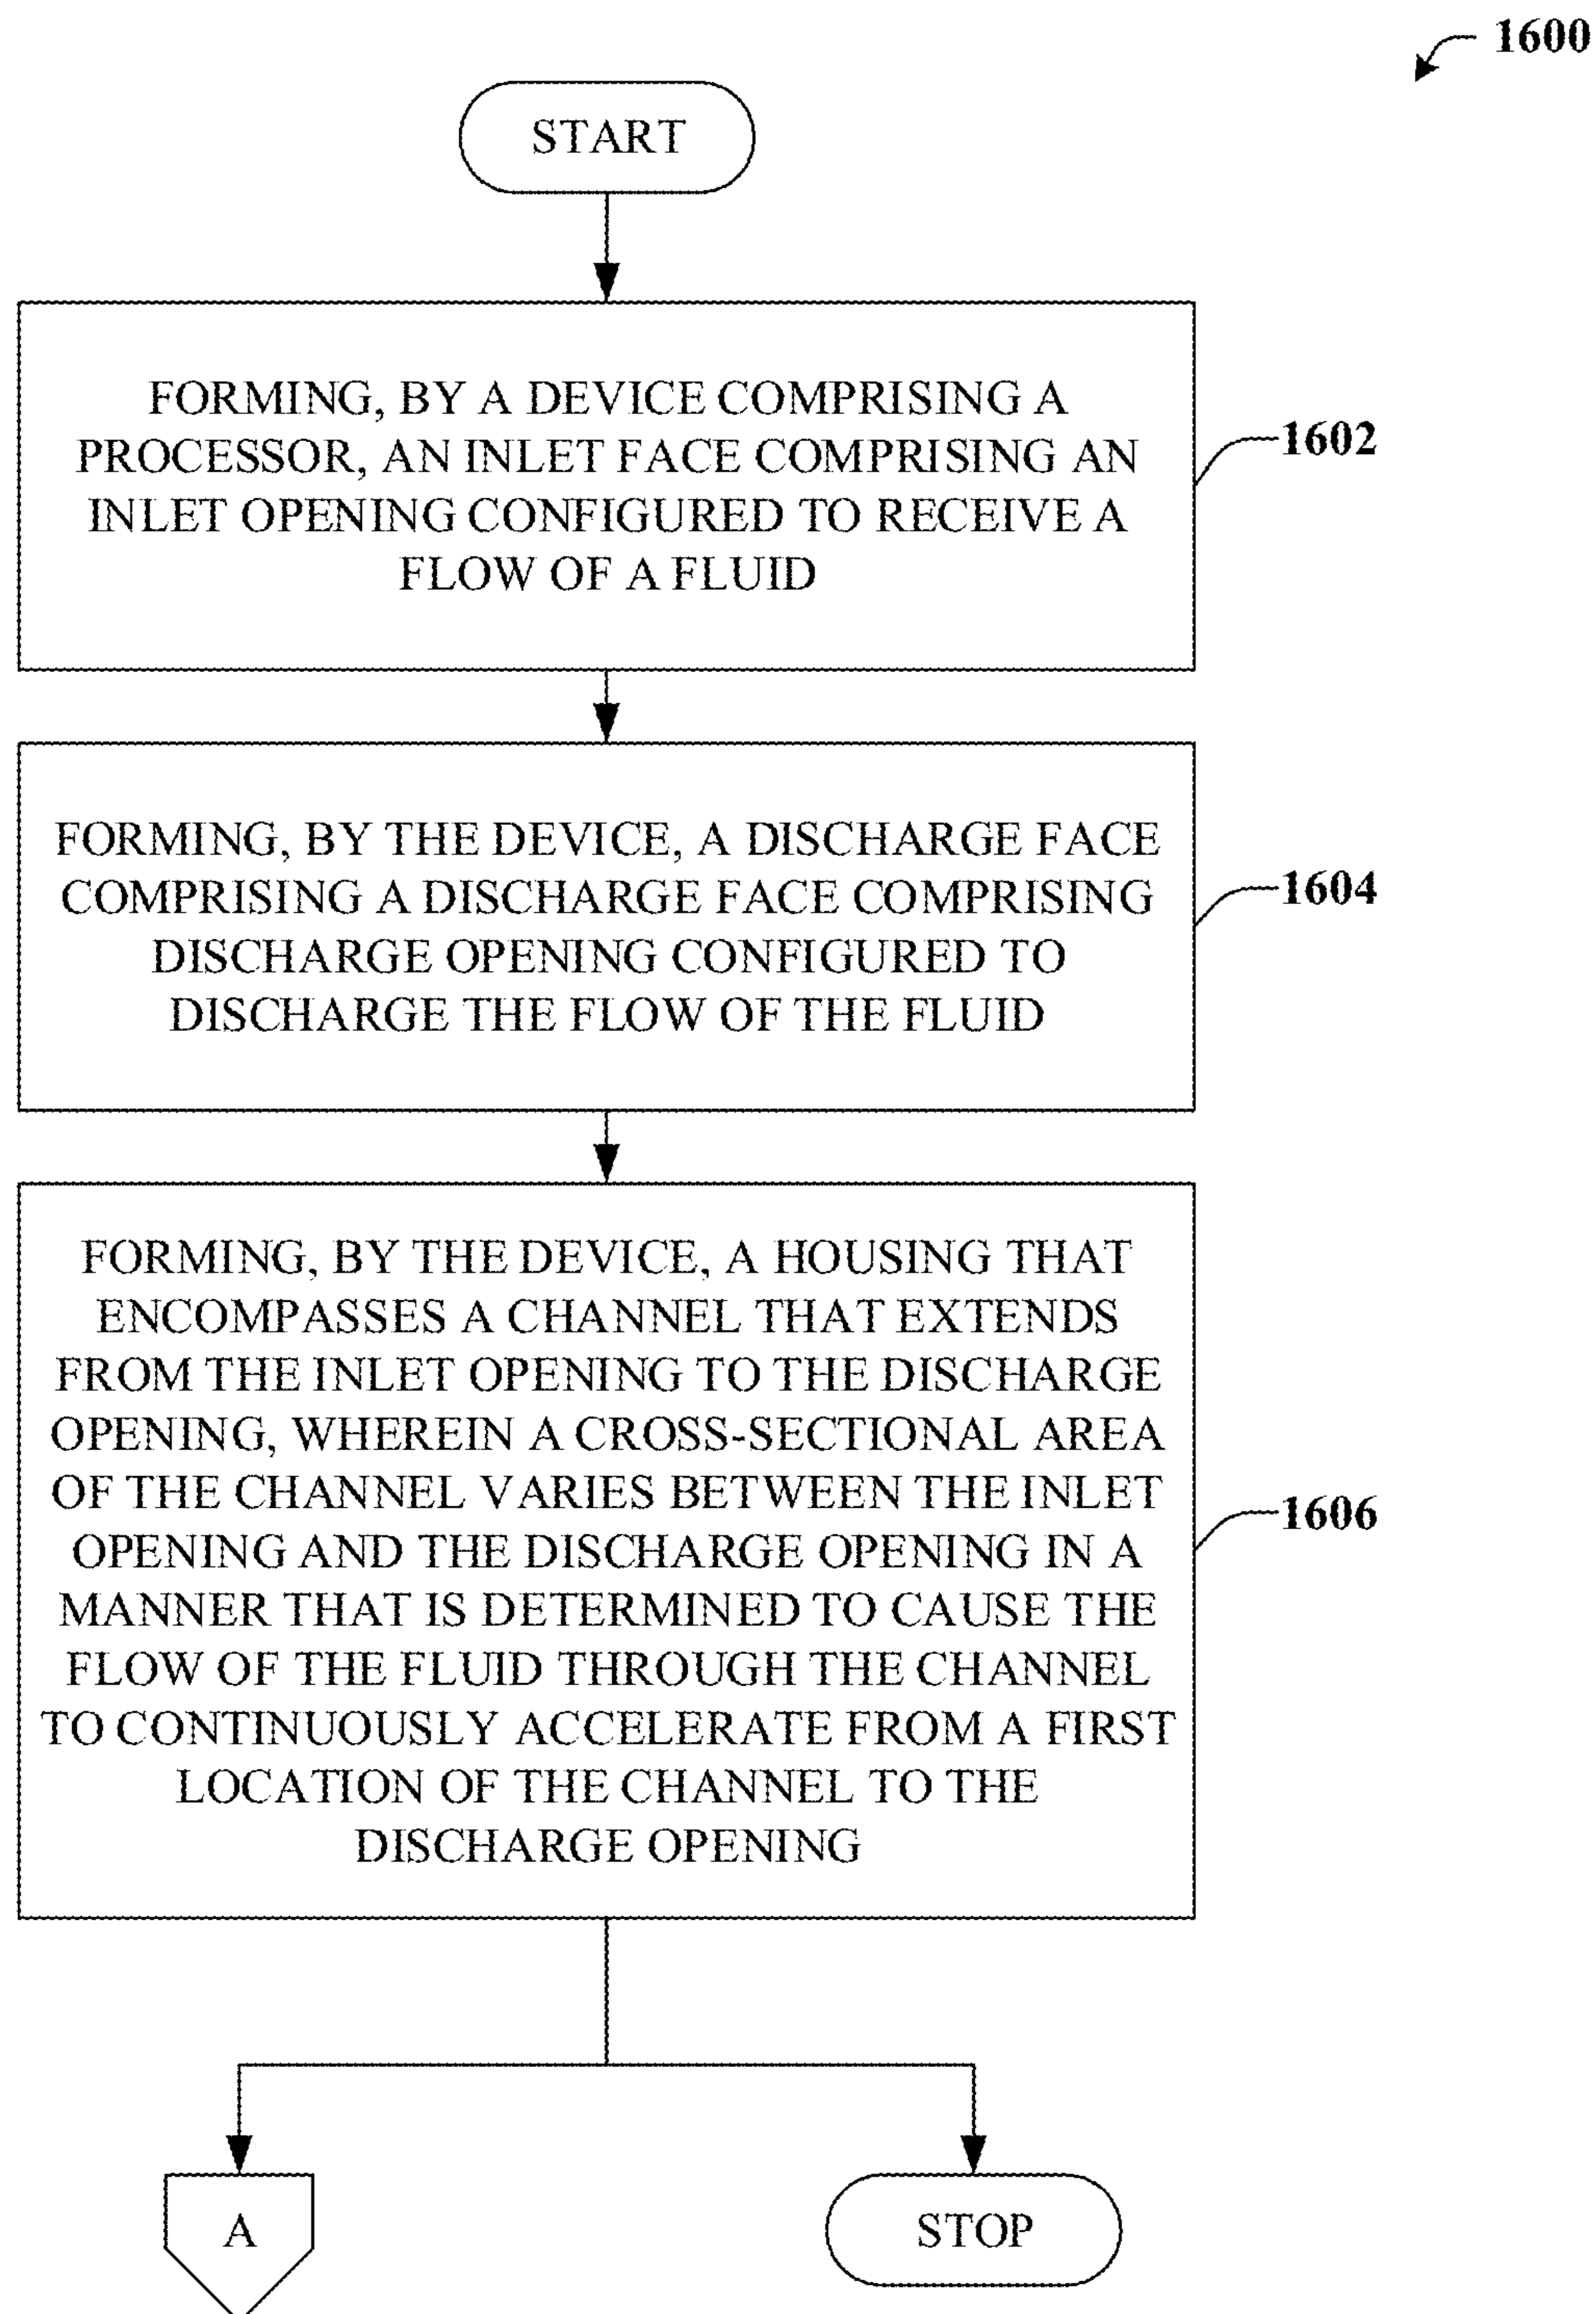 1600
START
FORMING, BY A DEVICE COMPRISING A
PROCESSOR, AN INLET FACE COMPRISING AN
INLET OPENING CONFIGURED TO RECEIVE A
FLOW OF A FLUID
1602
FORMING, BY THE DEVICE, A DISCHARGE FACE
COMPRISING A DISCHARGE FACE COMPRISING
DISCHARGE OPENING CONFIGURED TO
DISCHARGE THE FLOW OF THE FLUID
1604
FORMING, BY THE DEVICE, A HOUSING THAT
ENCOMPASSES A CHANNEL THAT EXTENDS
FROM THE INLET OPENING TO THE DISCHARGE
OPENING, WHEREIN A CROSS-SECTIONAL AREA
OF THE CHANNEL VARIES BETWEEN THE INLET
OPENING AND THE DISCHARGE OPENING IN A
MANNER THAT IS DETERMINED TO CAUSE THE
FLOW OF THE FLUID THROUGH THE CHANNEL
TO CONTINUOUSLY ACCELERATE FROM A FIRST
LOCATION OF THE CHANNEL TO THE
DISCHARGE OPENING
1606
A
STOP